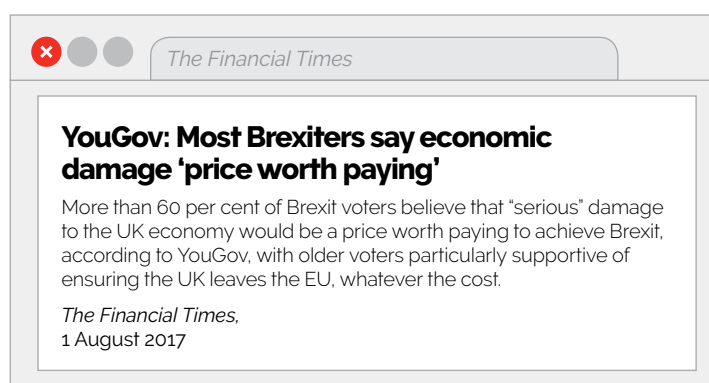 The Financial Times
YouGov: Most Brexiters say economic
damage ‘price worth paying’
More than 60 per cent of Brexit voters believe that “serious” damage
to the UK economy would be a price worth paying to achieve Brexit,
according to YouGov, with older voters particularly supportive of
ensuring the UK leaves the EU, whatever the cost.
The Financial Times,
1 August 2017